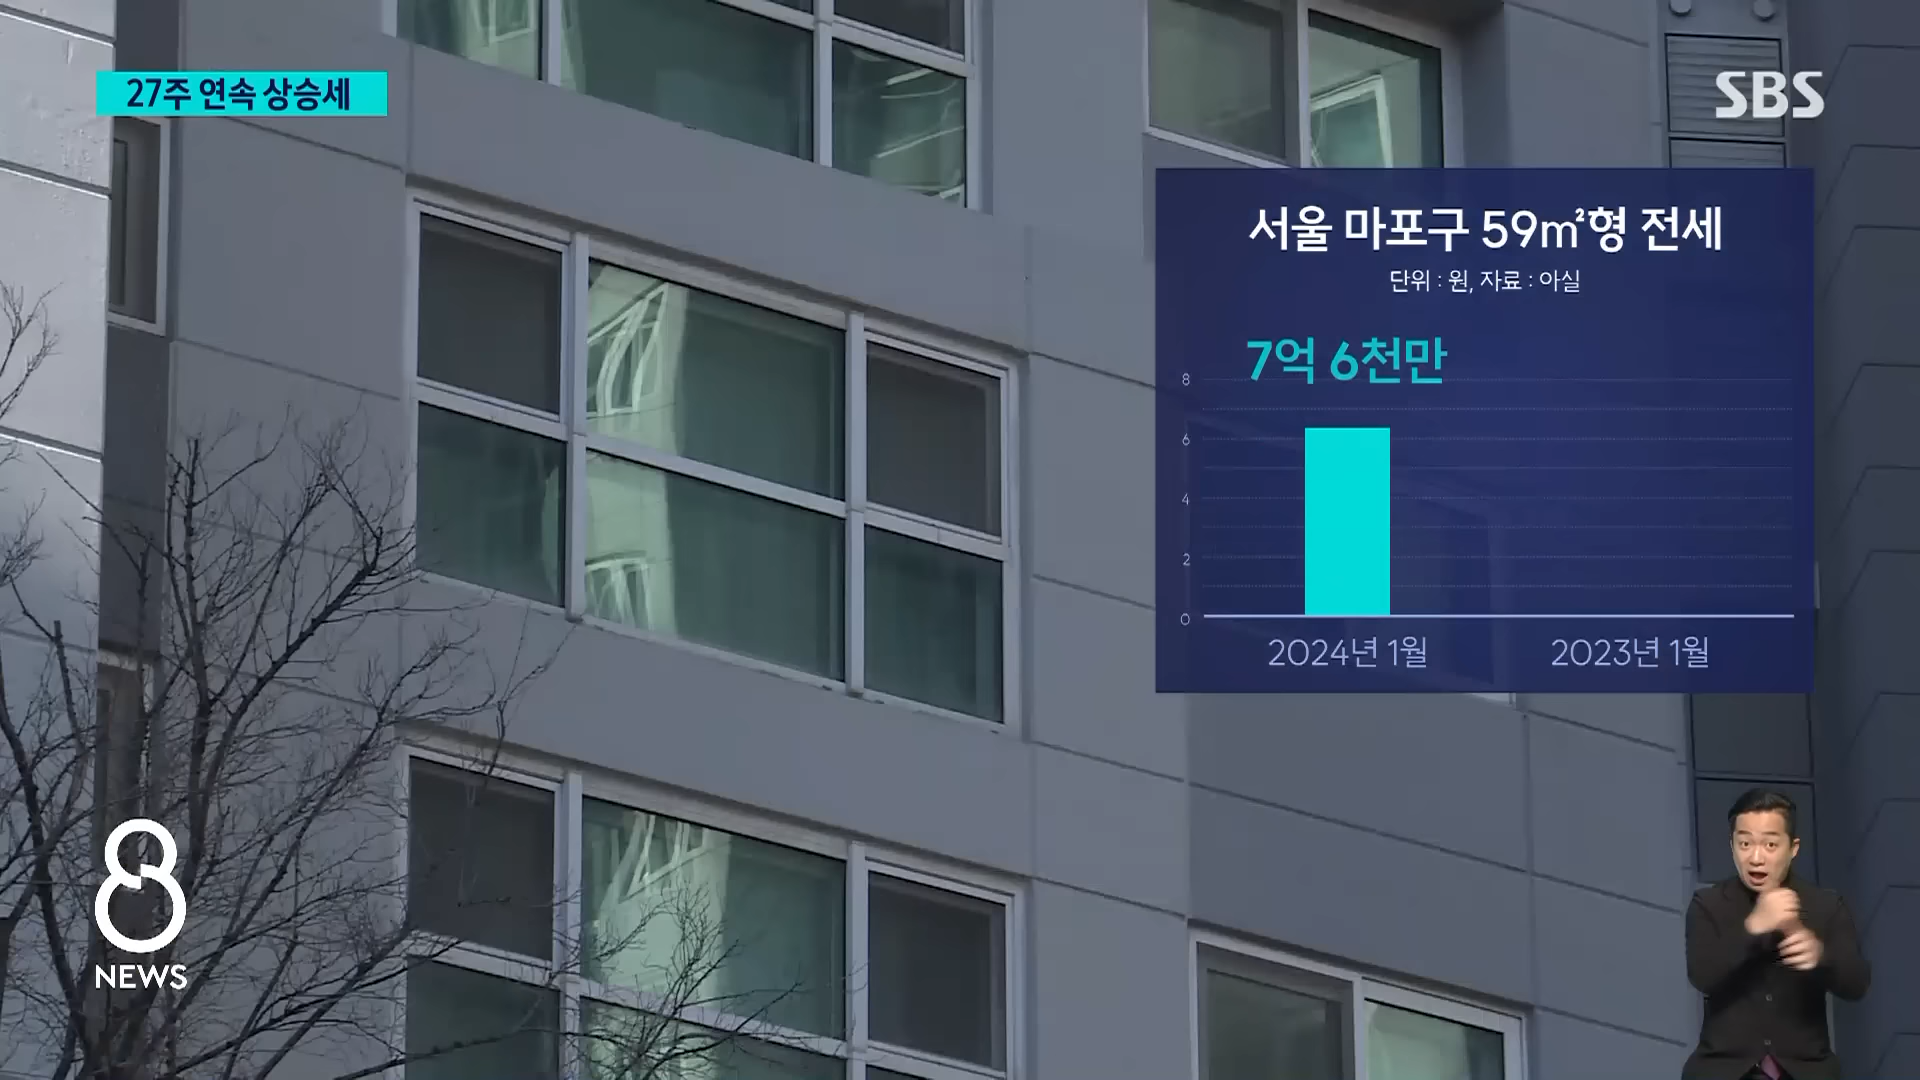 27주 연속 상승세
SBS
서울 마포구 59㎡형 전세
단위 : 원, 자료 : 아실
7억 6천만
8
6
4
2
0
2024년 1월
2023년 1월
8
NEWS